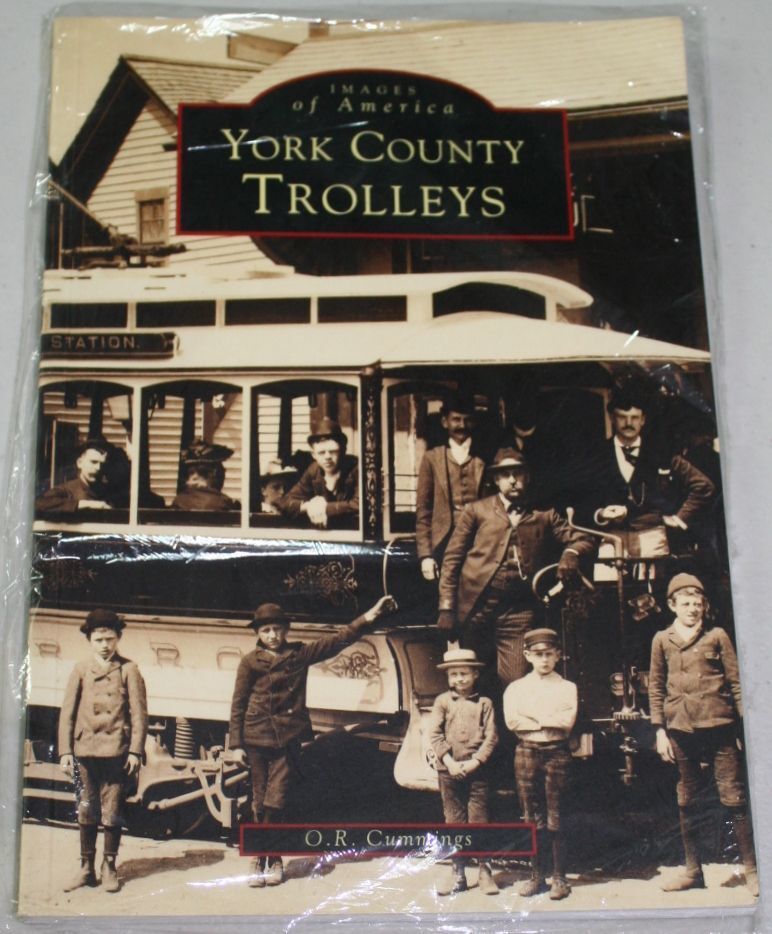 IMAGES
of America
YORK COUNTY
TROLLEYS
STATION.
O.R. Cummings